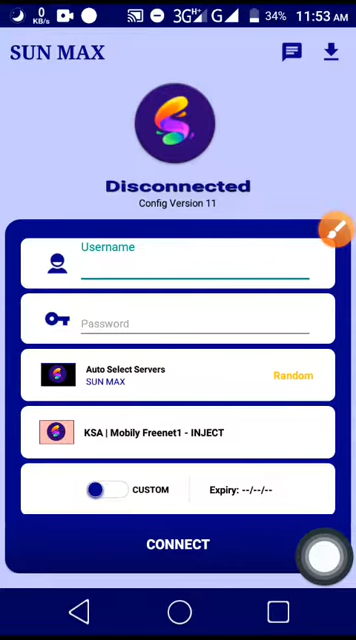 0
KB/s
3G H+ G 34% 11:53 AM
SUN MAX
Disconnected
Config Version 11
Username
Password
Auto Select Servers
SUN MAX
Random
KSA | Mobily Freenet1 - INJECT
CUSTOM
Expiry: --/--/--
CONNECT